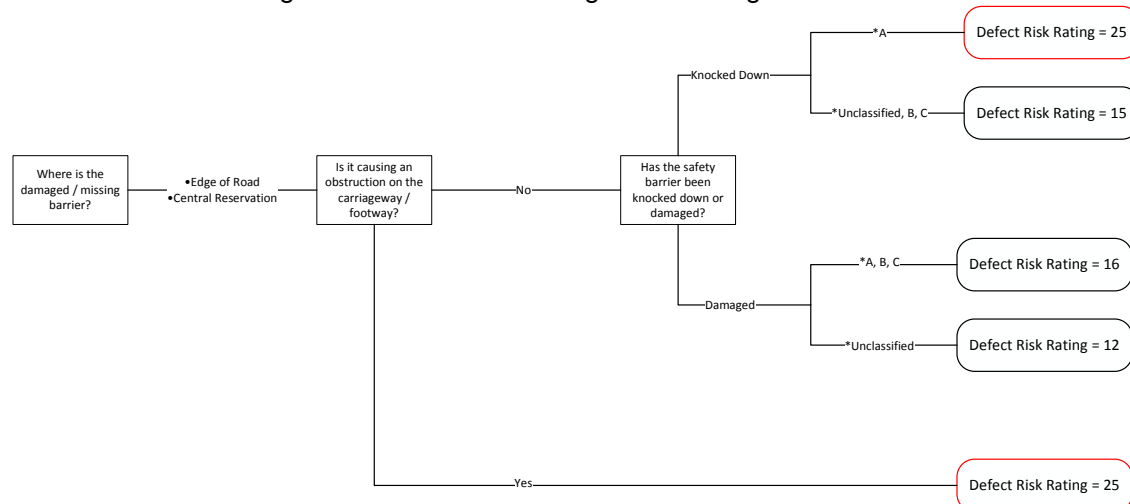 *A
Defect Risk Rating = 25
Knocked Down
*Unclassified, B, C
Defect Risk Rating = 15
Where is the
damaged / missing
barrier?
•Edge of Road
•Central Reservation
Is it causing an
obstruction on the
carriageway /
footway?
No
Has the safety
barrier been
knocked down or
damaged?
*A, B, C
Defect Risk Rating = 16
Damaged
*Unclassified
Defect Risk Rating = 12
Yes
Defect Risk Rating = 25